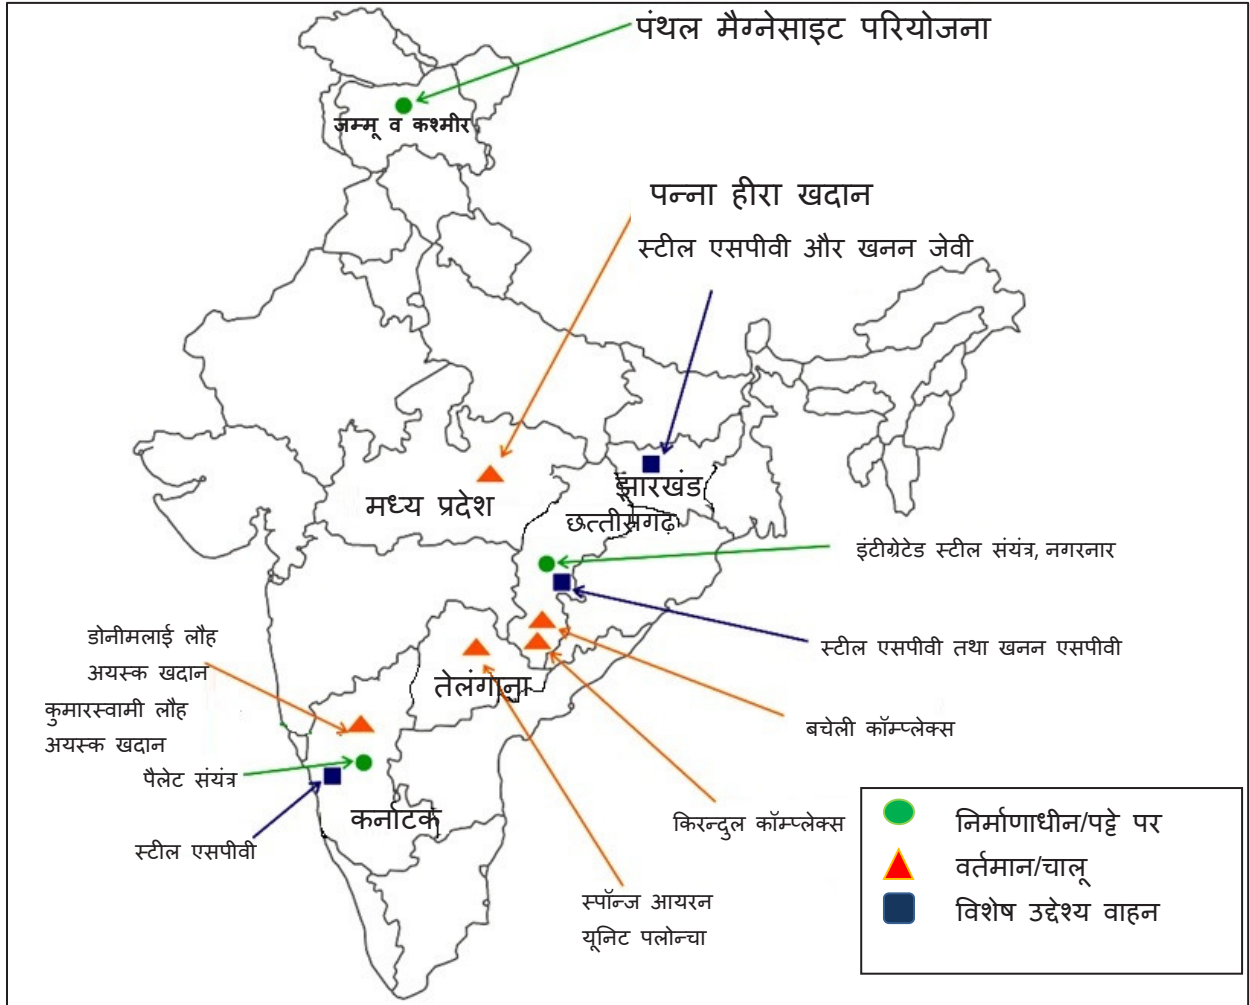 पंथल मैग्नेसाइट परियोजना
जम्मू व कश्मीर
पन्ना हीरा खदान
स्टील एसपीवी और खनन जेवी
झारखंड
मध्य प्रदेश
छत्तीसगढ़
इंटीग्रेटेड स्टील संयंत्र, नगरनार
डोनीमलाई लौह
अयस्क खदान
स्टील एसपीवी तथा खनन एसपीवी
तेलंगाना
कुमारस्वामी लौह
अयस्क खदान
बचेली कॉम्प्लेक्स
पैलेट संयंत्र
कर्नाटक
किरन्दुल कॉम्प्लेक्स
स्टील एसपीवी
स्पॉन्ज आयरन
यूनिट पलोन्चा
निर्माणाधीन/पट्टे पर
वर्तमान/चालू
विशेष उद्देश्य वाहन